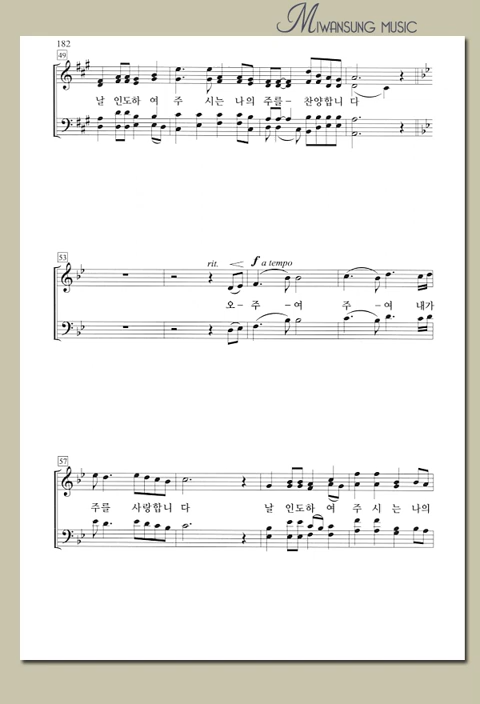 MIWANSUNG MUSIC
182
49
날 인도하 여 주 시는 나의 주를- 찬양합니 다
53
rit.
f a tempo
오- 주- 여 주 -여 내가
57
주를 사랑합니 다 날 인도하 여 주 시 는 나의